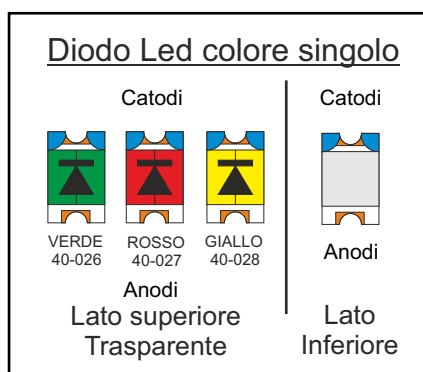 Diodo Led colore singolo
Catodi
Catodi
VERDE
40-026
ROSSO
40-027
GIALLO
40-028
Anodi
Anodi
Lato superiore
Trasparente
Lato
Inferiore